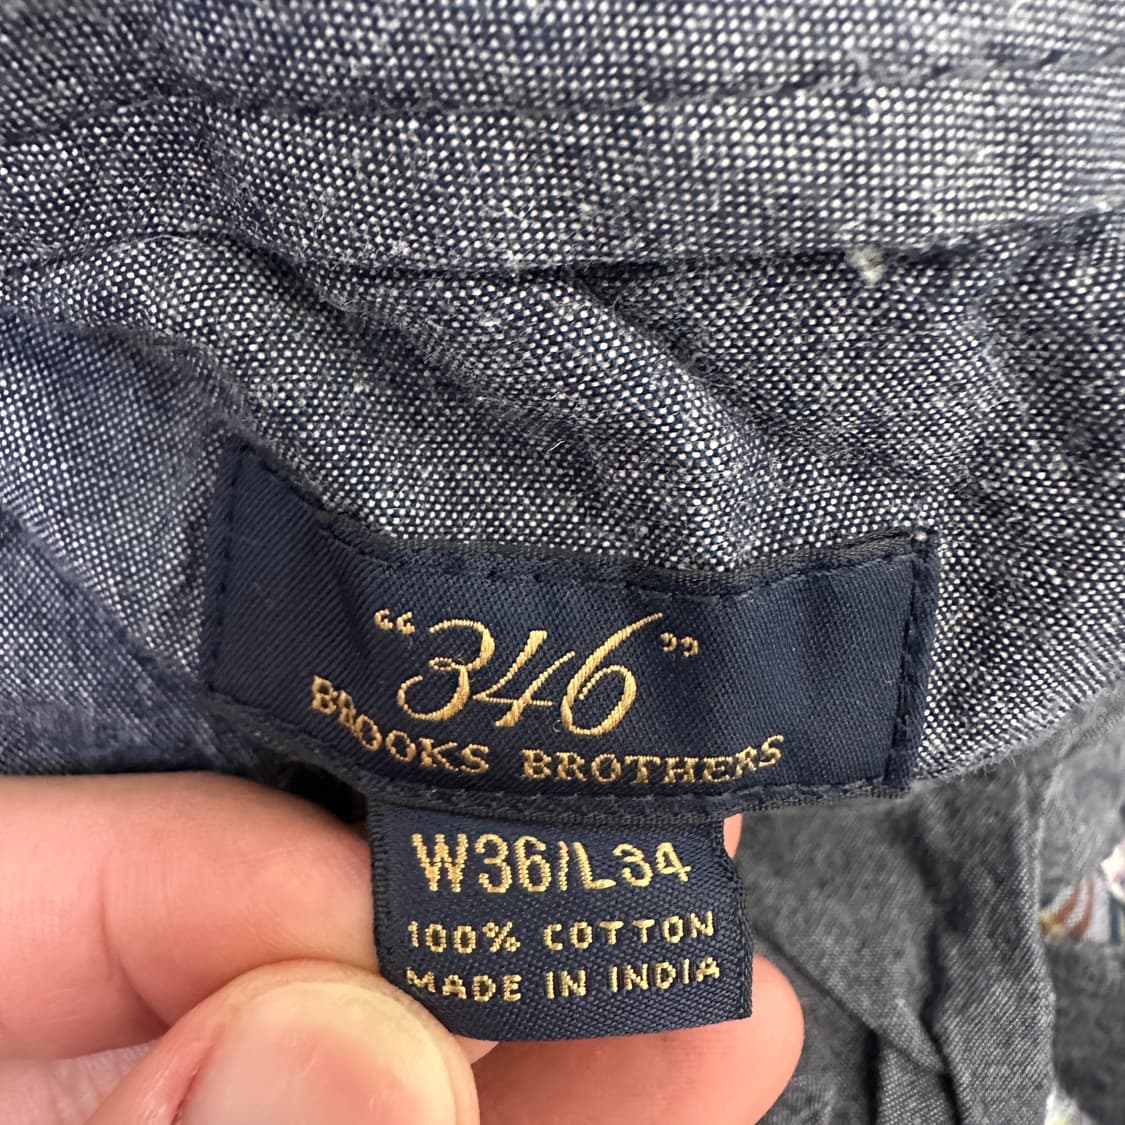 “346”
BROOKS BROTHERS
W36/L34
100% COTTON
MADE IN INDIA